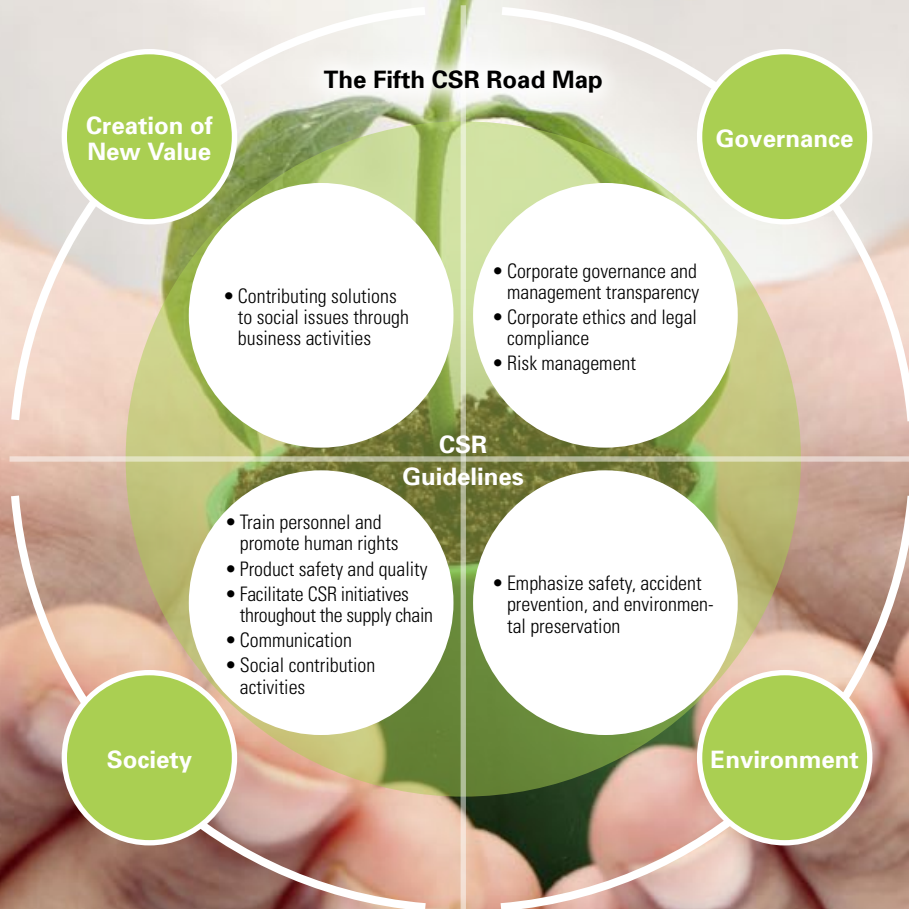 The Fifth CSR Road Map
Creation of
New Value
Governance
• Contributing solutions
to social issues through
business activities
• Corporate governance and
management transparency
• Corporate ethics and legal
compliance
• Risk management
CSR
Guidelines
• Train personnel and
promote human rights
• Product safety and quality
• Facilitate CSR initiatives
throughout the supply chain
• Communication
• Social contribution
activities
• Emphasize safety, accident
prevention, and environmen-
tal preservation
Society
Environment